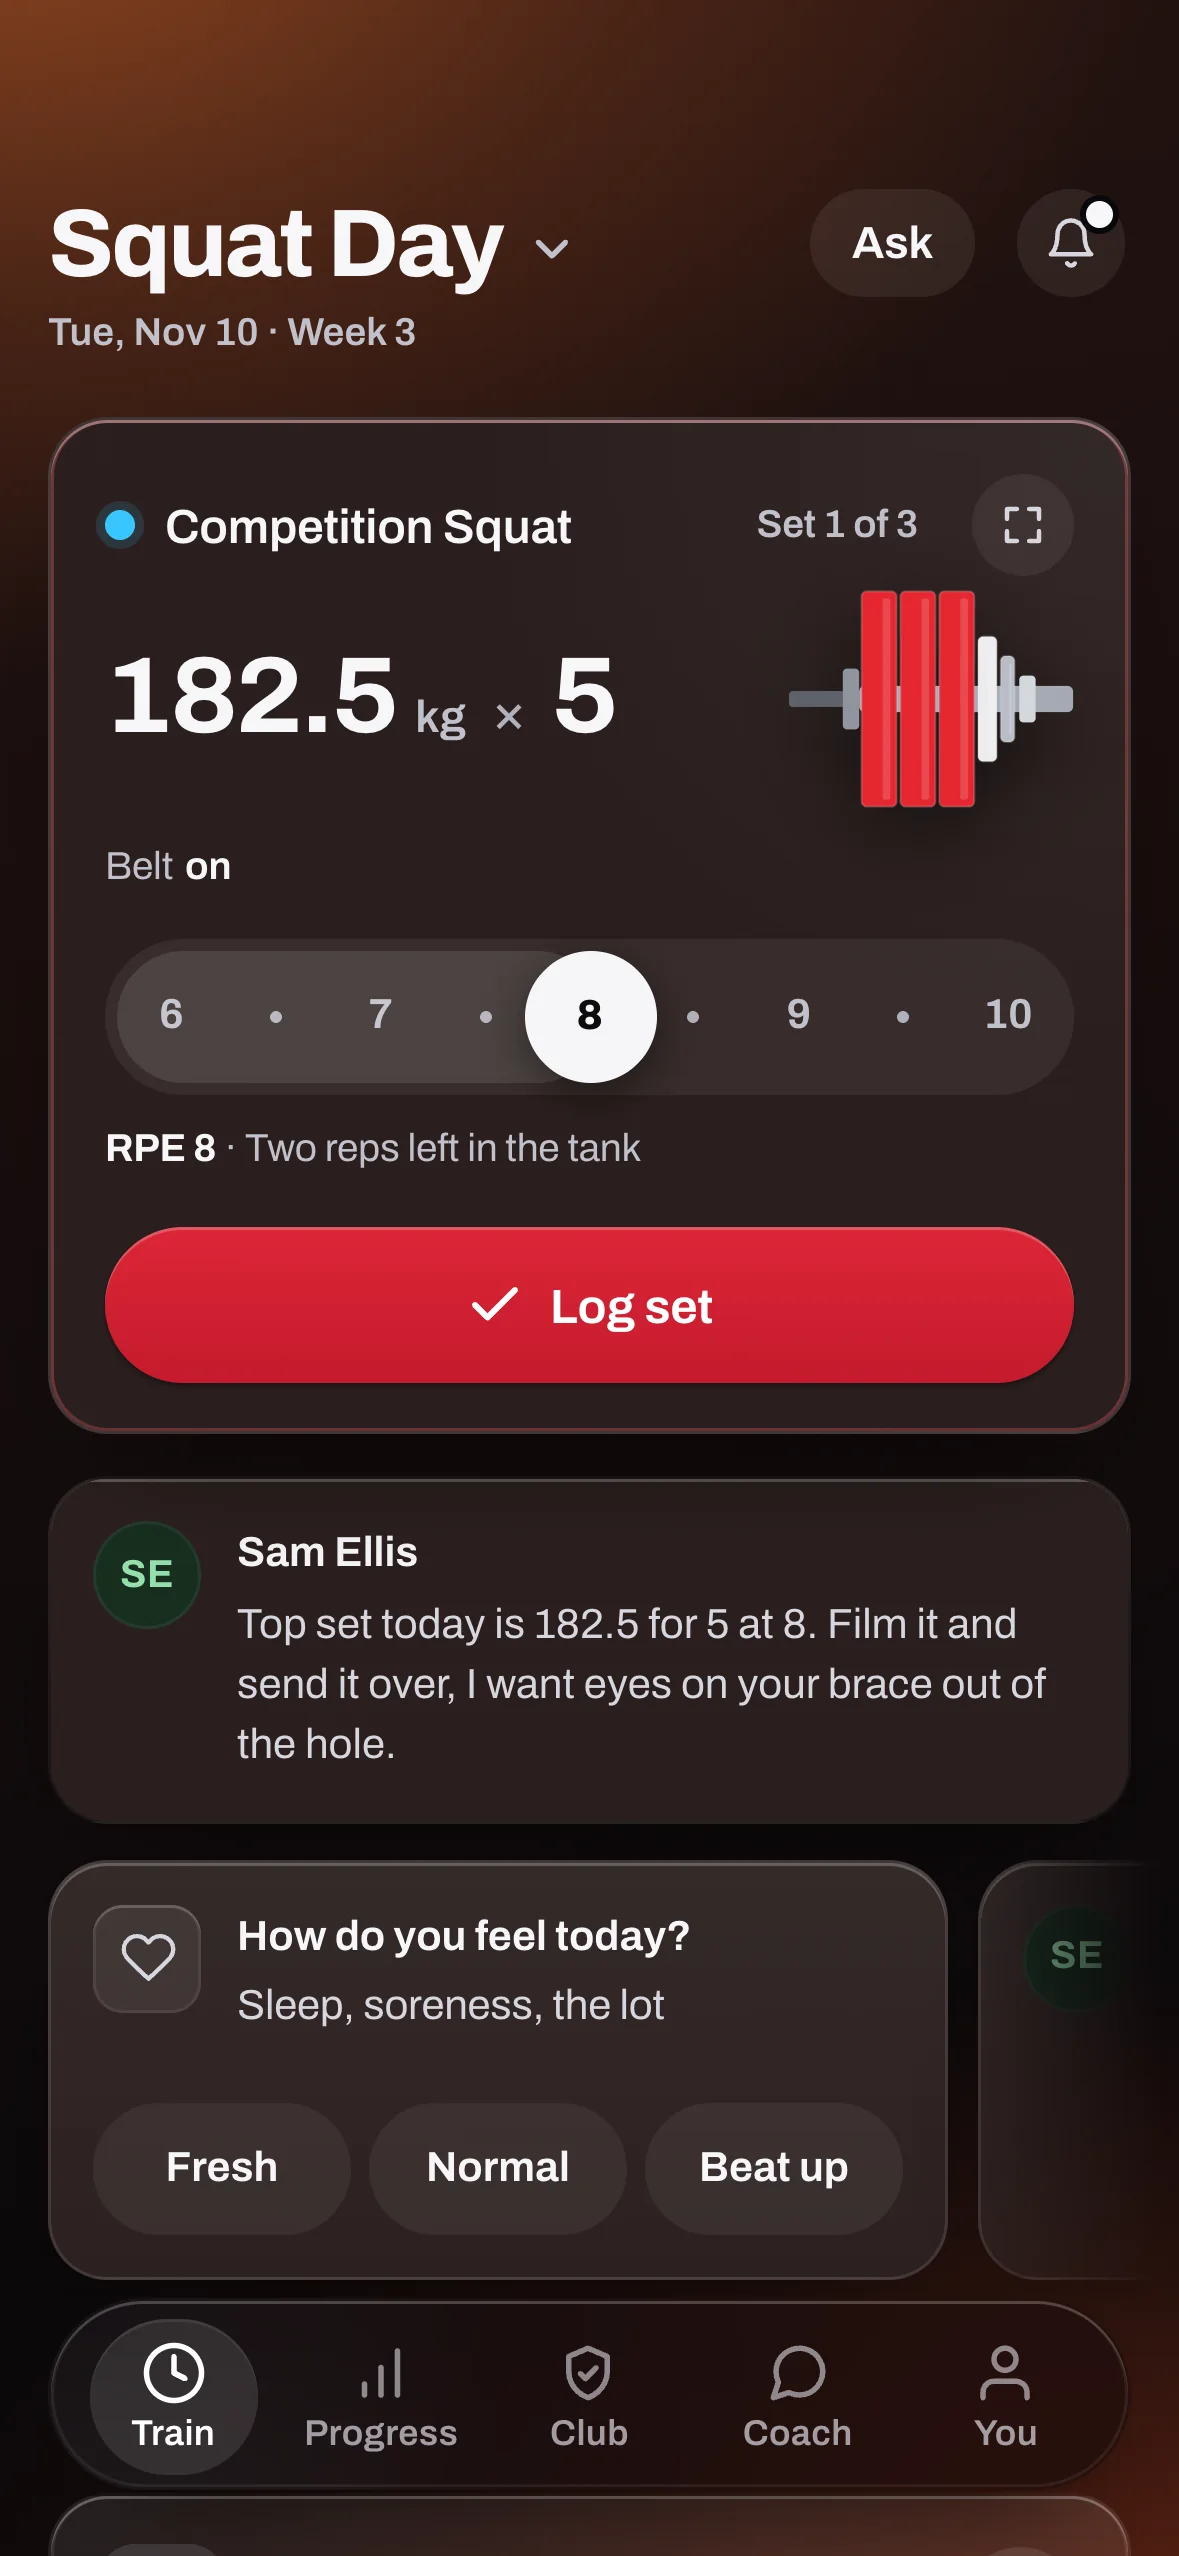 Squat Day
Ask
Tue, Nov 10 · Week 3
Competition Squat
Set 1 of 3
182.5 kg × 5
Belt on
6 • 7 • 8 • 9 • 10
RPE 8 · Two reps left in the tank
Log set
SE
Sam Ellis
Top set today is 182.5 for 5 at 8. Film it and
send it over, I want eyes on your brace out of
the hole.
How do you feel today?
Sleep, soreness, the lot
Fresh
Normal
Beat up
SE
Train
Progress
Club
Coach
You